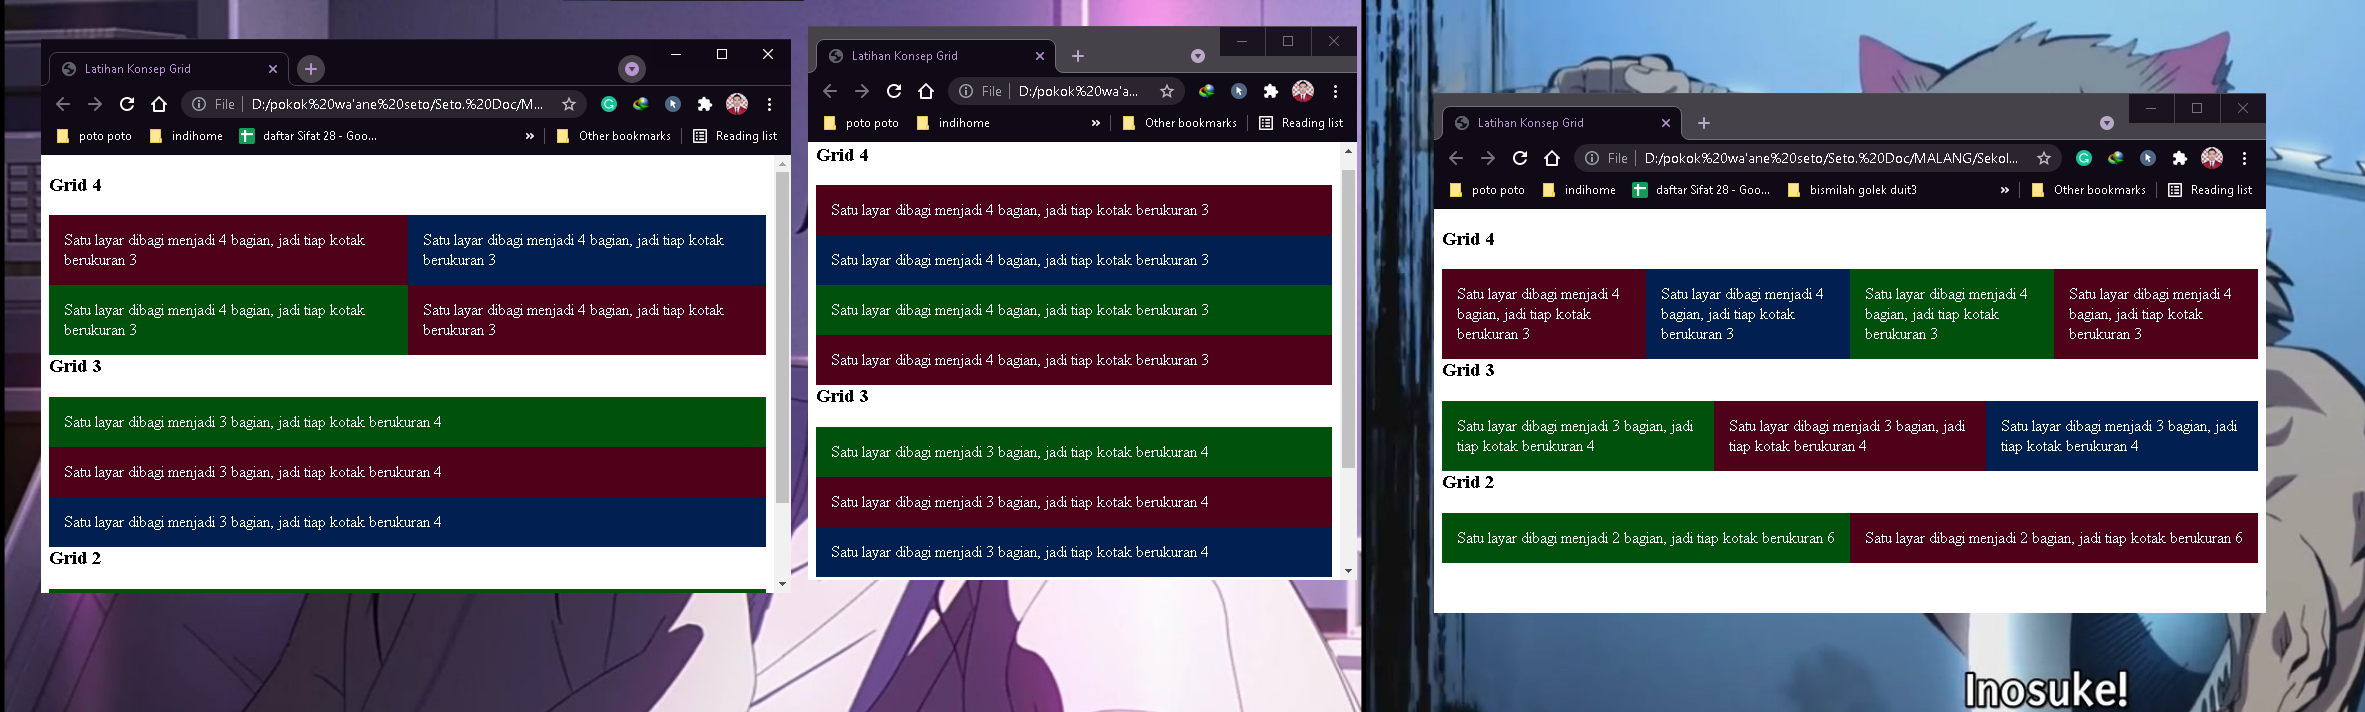 Latihan Konsep Grid
File D:/pokok%20wa'ane%20seto/Seto.%20Doc/M...
poto poto indihome daftar Sifat 28 - Goo... » Other bookmarks Reading list
Grid 4
Satu layar dibagi menjadi 4 bagian, jadi tiap kotak
berukuran 3
Satu layar dibagi menjadi 4 bagian, jadi tiap kotak
berukuran 3
Satu layar dibagi menjadi 4 bagian, jadi tiap kotak
berukuran 3
Satu layar dibagi menjadi 4 bagian, jadi tiap kotak
berukuran 3
Grid 3
Satu layar dibagi menjadi 3 bagian, jadi tiap kotak berukuran 4
Satu layar dibagi menjadi 3 bagian, jadi tiap kotak berukuran 4
Satu layar dibagi menjadi 3 bagian, jadi tiap kotak berukuran 4
Grid 2
Latihan Konsep Grid
File D:/pokok%20wa'a...
poto poto indihome » Other bookmarks Reading list
Grid 4
Satu layar dibagi menjadi 4 bagian, jadi tiap kotak berukuran 3
Satu layar dibagi menjadi 4 bagian, jadi tiap kotak berukuran 3
Satu layar dibagi menjadi 4 bagian, jadi tiap kotak berukuran 3
Satu layar dibagi menjadi 4 bagian, jadi tiap kotak berukuran 3
Grid 3
Satu layar dibagi menjadi 3 bagian, jadi tiap kotak berukuran 4
Satu layar dibagi menjadi 3 bagian, jadi tiap kotak berukuran 4
Satu layar dibagi menjadi 3 bagian, jadi tiap kotak berukuran 4
Latihan Konsep Grid
File D:/pokok%20wa'ane%20seto/Seto.%20Doc/MALANG/Sekol...
poto poto indihome daftar Sifat 28 - Goo... bismilah golek duit3 » Other bookmarks Reading list
Grid 4
Satu layar dibagi menjadi 4
bagian, jadi tiap kotak
berukuran 3
Satu layar dibagi menjadi 4
bagian, jadi tiap kotak
berukuran 3
Satu layar dibagi menjadi 4
bagian, jadi tiap kotak
berukuran 3
Satu layar dibagi menjadi 4
bagian, jadi tiap kotak
berukuran 3
Grid 3
Satu layar dibagi menjadi 3 bagian, jadi
tiap kotak berukuran 4
Satu layar dibagi menjadi 3 bagian, jadi
tiap kotak berukuran 4
Satu layar dibagi menjadi 3 bagian, jadi
tiap kotak berukuran 4
Grid 2
Satu layar dibagi menjadi 2 bagian, jadi tiap kotak berukuran 6
Satu layar dibagi menjadi 2 bagian, jadi tiap kotak berukuran 6
Inosuke!